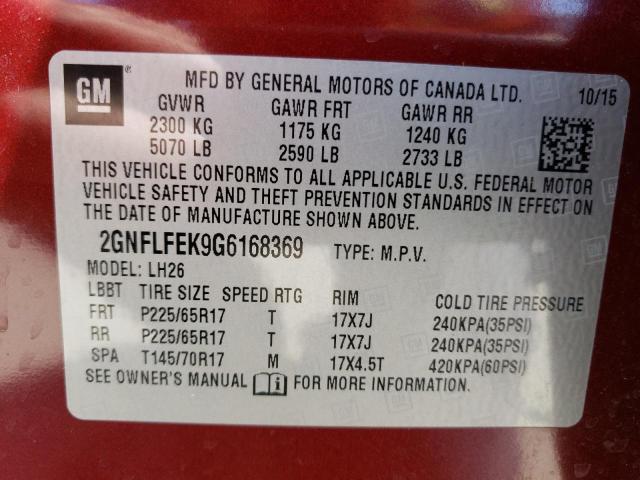 GM ®
MFD BY GENERAL MOTORS OF CANADA LTD. 10/15
GVWR GAWR FRT GAWR RR
2300 KG 1175 KG 1240 KG
5070 LB 2590 LB 2733 LB
THIS VEHICLE CONFORMS TO ALL APPLICABLE U.S. FEDERAL MOTOR
VEHICLE SAFETY AND THEFT PREVENTION STANDARDS IN EFFECT ON
THE DATE OF MANUFACTURE SHOWN ABOVE.
2GNFLFEK9G6168369 TYPE: M.P.V.
MODEL: LH26
LBBT TIRE SIZE SPEED RTG RIM COLD TIRE PRESSURE
FRT P225/65R17 T 17X7J 240KPA(35PSI)
RR P225/65R17 T 17X7J 240KPA(35PSI)
SPA T145/70R17 M 17X4.5T 420KPA(60PSI)
SEE OWNER'S MANUAL FOR MORE INFORMATION.